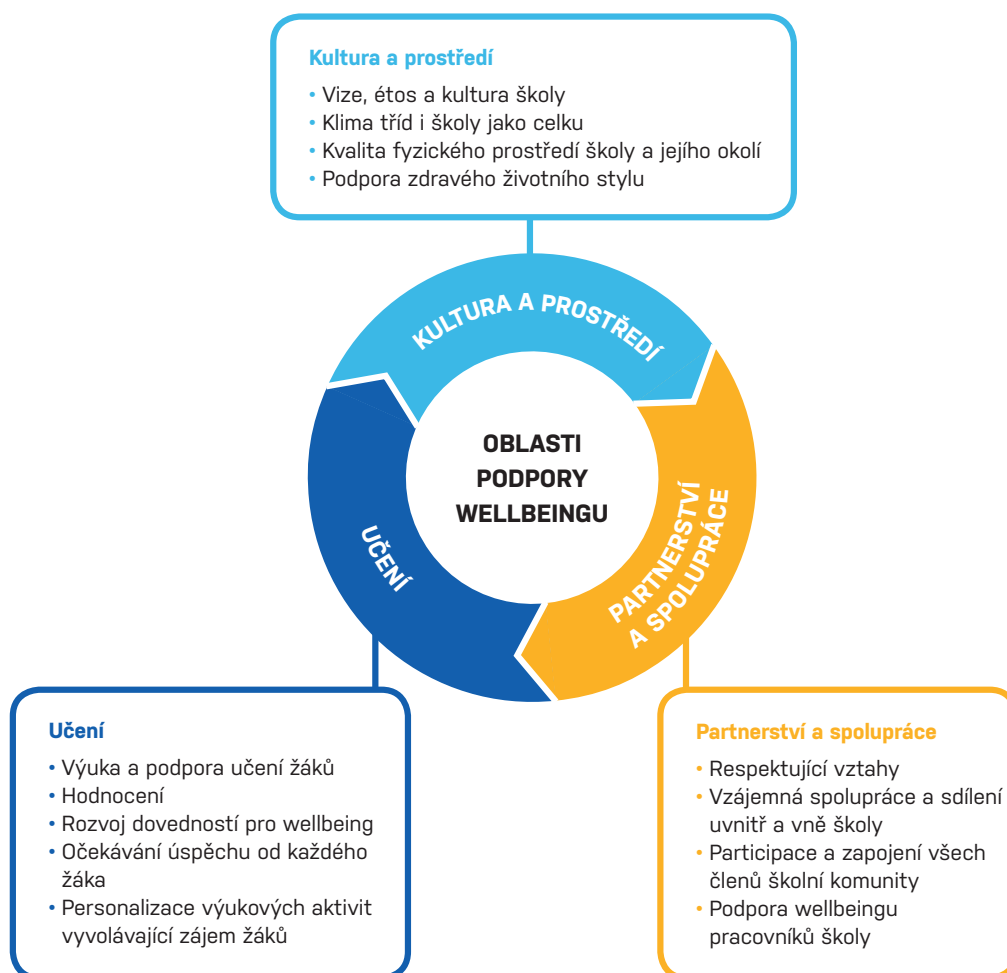 Kultura a prostředí
• Vize, étos a kultura školy
• Klima tříd i školy jako celku
• Kvalita fyzického prostředí školy a jejího okolí
• Podpora zdravého životního stylu
KULTURA A PROSTŘEDÍ
OBLASTI
PODPORY
WELLBEINGU
UČENÍ
PARTNERSTVÍ
A SPOLUPRÁCE
Učení
• Výuka a podpora učení žáků
• Hodnocení
• Rozvoj dovedností pro wellbeing
• Očekávání úspěchu od každého
žáka
• Personalizace výukových aktivit
vyvolávající zájem žáků
Partnerství a spolupráce
• Respektující vztahy
• Vzájemná spolupráce a sdílení
uvnitř a vně školy
• Participace a zapojení všech
členů školní komunity
• Podpora wellbeingu
pracovníků školy